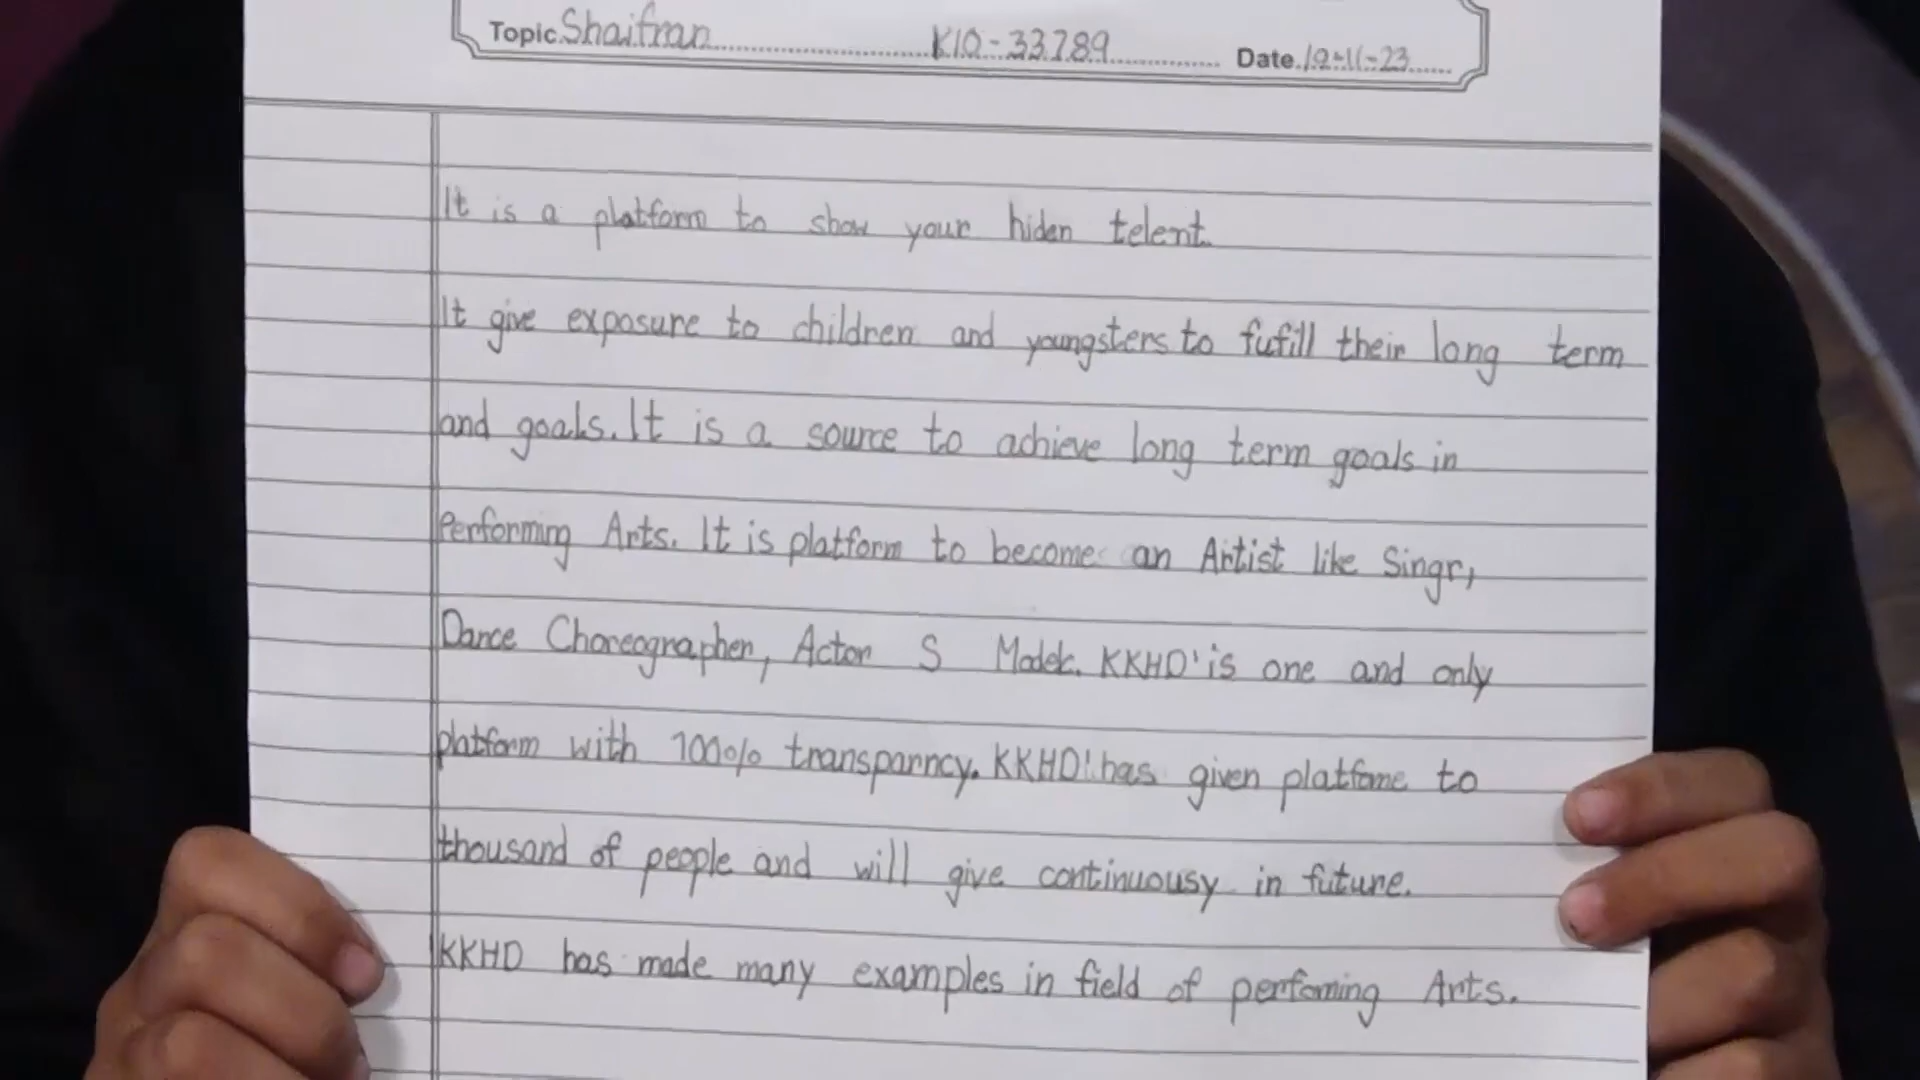 Topic. Shaifran K10-33789 Date. 12-11-23
It is a platform to show your hiden telent.
It give exposure to children and youngsters to fufill their long term
and goals. It is a source to achieve long term goals in
Performing Arts. It is platform to become an Artist like Singr,
Dance Choreographer, Actor S Model. KKHD' is one and only
platform with 100% transparncy. KKHD' has given platfome to
thousand of people and will give continuousy in future.
KKHD has made many examples in field of perfoming Arts.